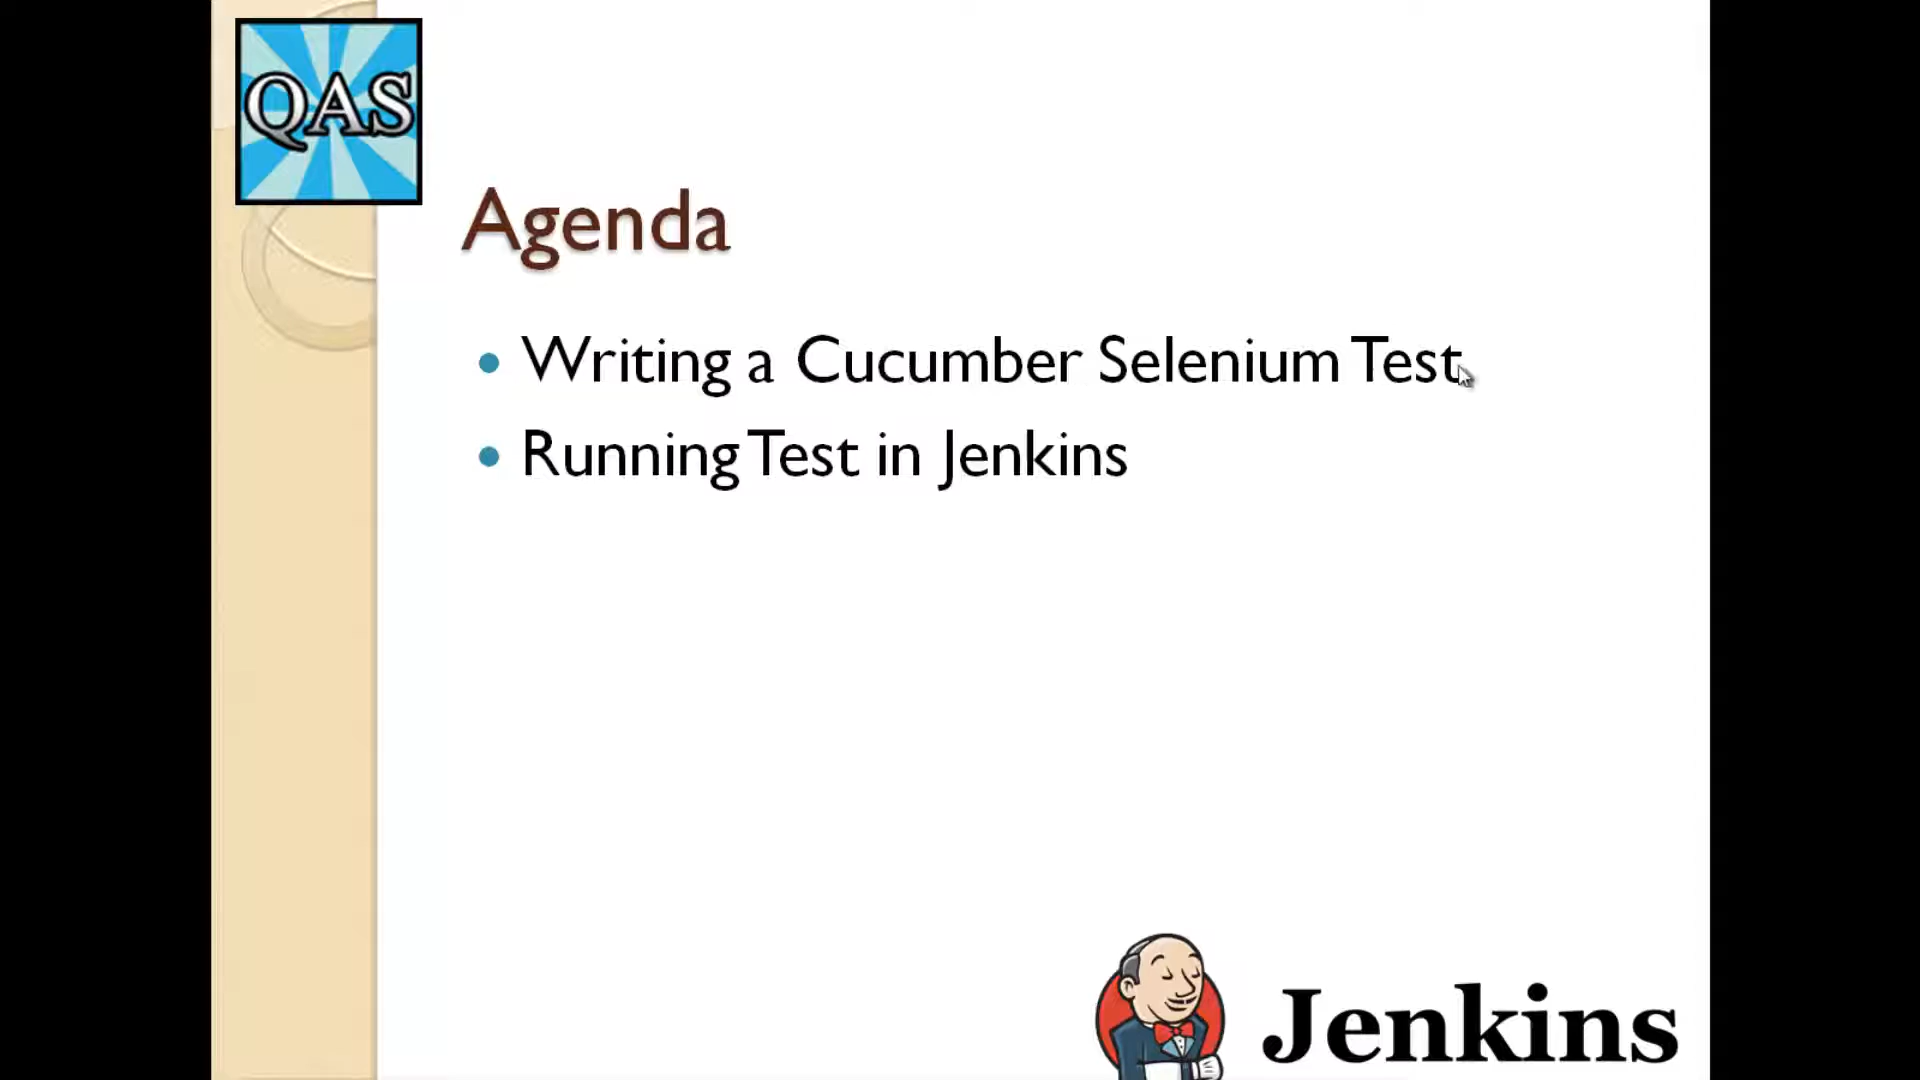 QAS
Agenda
Writing a Cucumber Selenium Test
Running Test in Jenkins
Jenkins